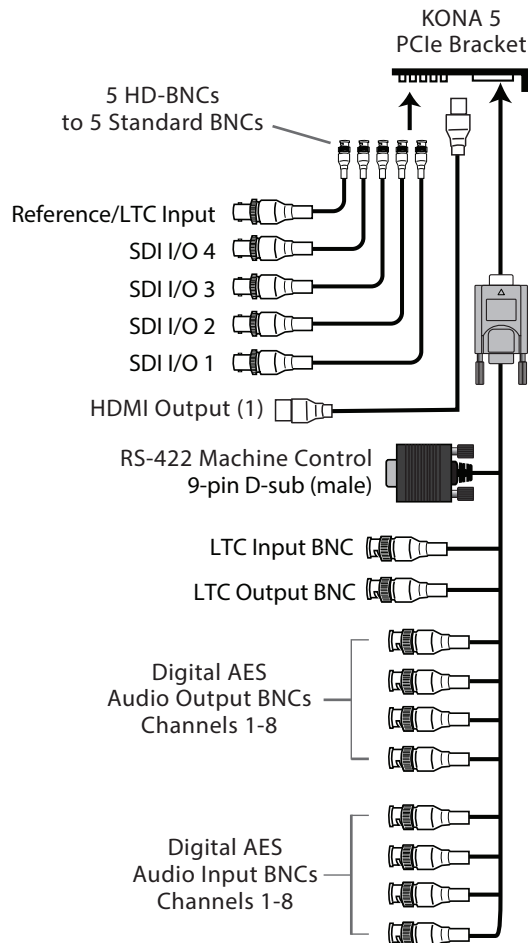 KONA 5
PCIe Bracket
5 HD-BNCs
to 5 Standard BNCs
Reference/LTC Input
SDI I/O 4
SDI I/O 3
SDI I/O 2
SDI I/O 1
HDMI Output (1)
RS-422 Machine Control
9-pin D-sub (male)
LTC Input BNC
LTC Output BNC
Digital AES
Audio Output BNCs
Channels 1-8
Digital AES
Audio Input BNCs
Channels 1-8